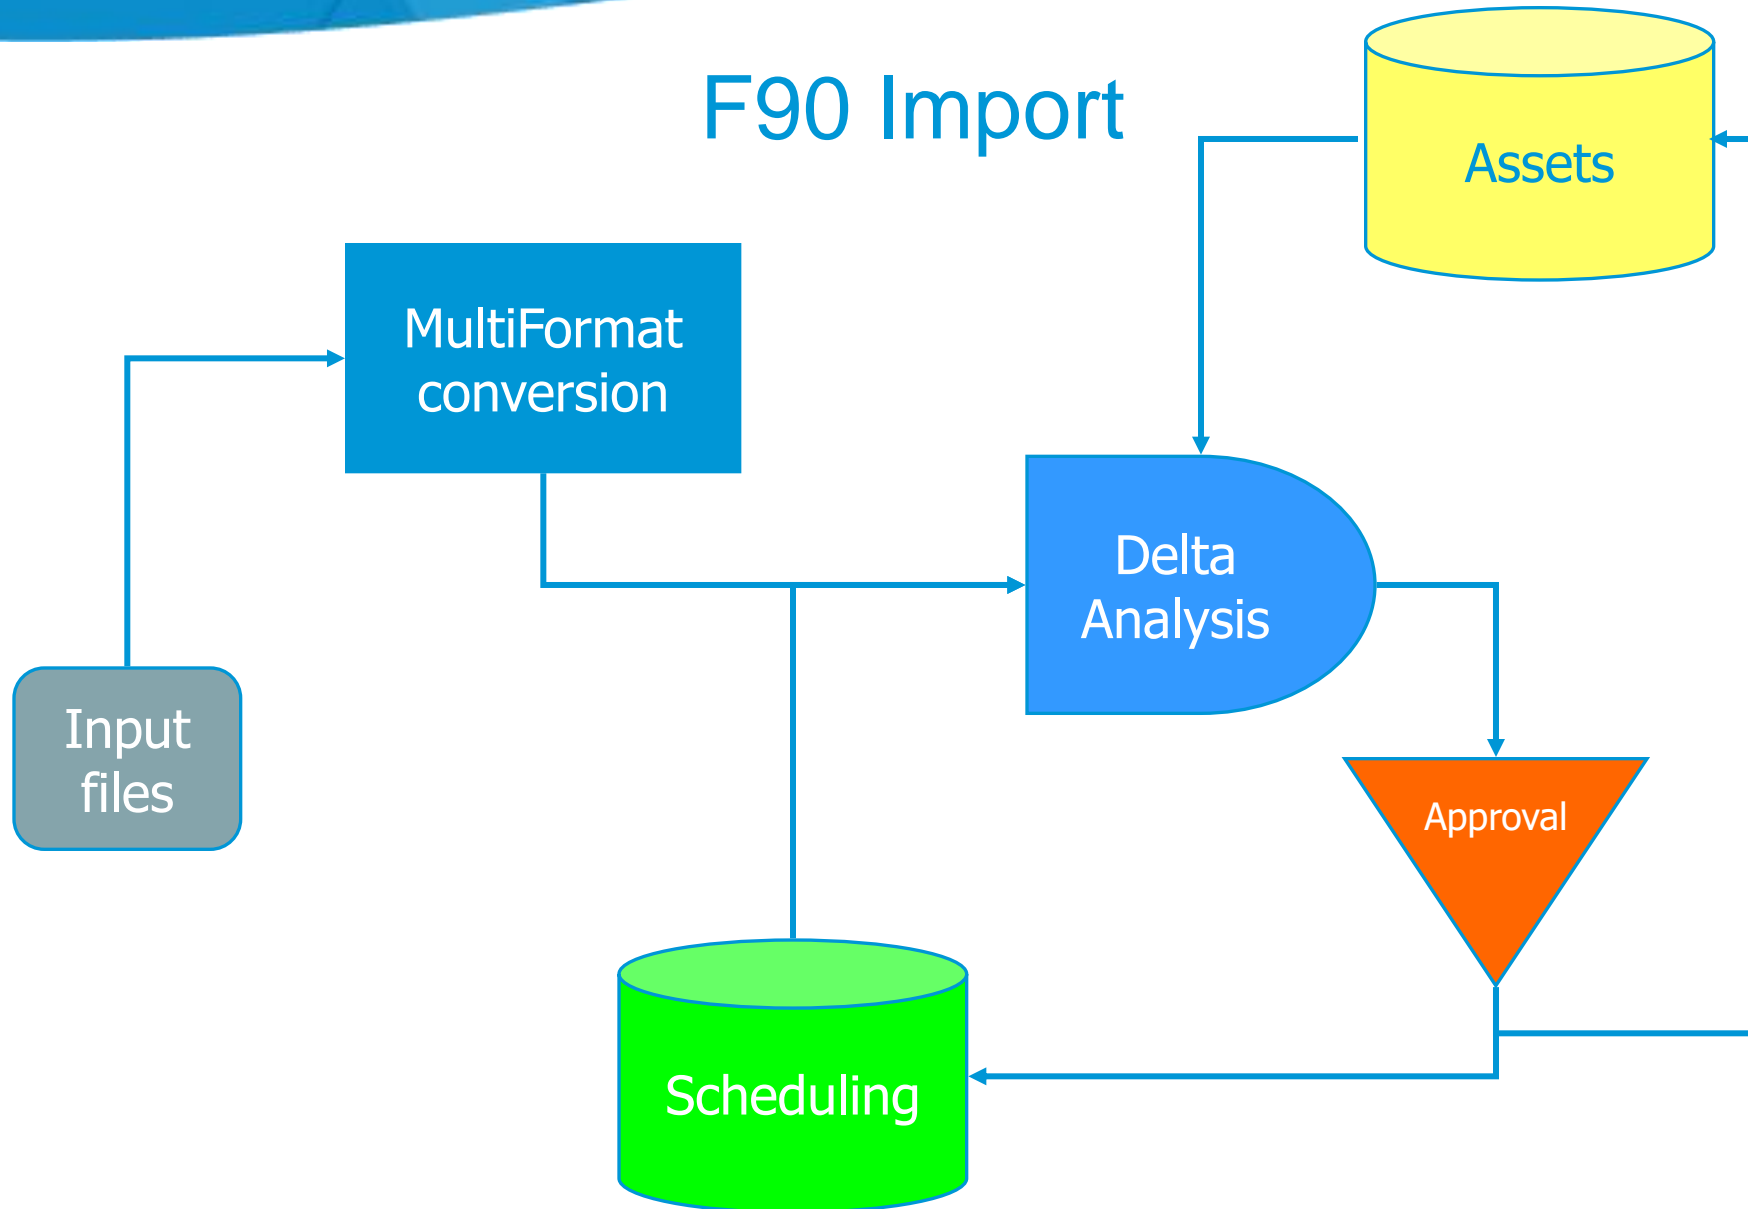 F90 Import
Assets
MultiFormat
conversion
Delta
Analysis
Input
files
Approval
Scheduling